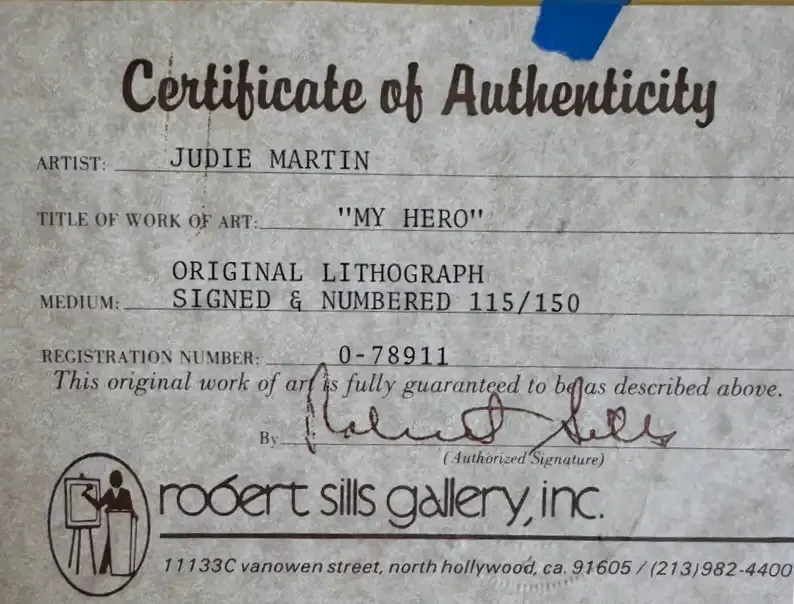 Certificate of Authenticity
ARTIST: JUDIE MARTIN
TITLE OF WORK OF ART: "MY HERO"
ORIGINAL LITHOGRAPH
MEDIUM: SIGNED & NUMBERED 115/150
REGISTRATION NUMBER: 0-78911
This original work of art is fully guaranteed to be as described above.
By Robert Sills
(Authorized Signature)
robert sills gallery, inc.
11133C vanowen street, north hollywood, ca. 91605 / (213)982-4400